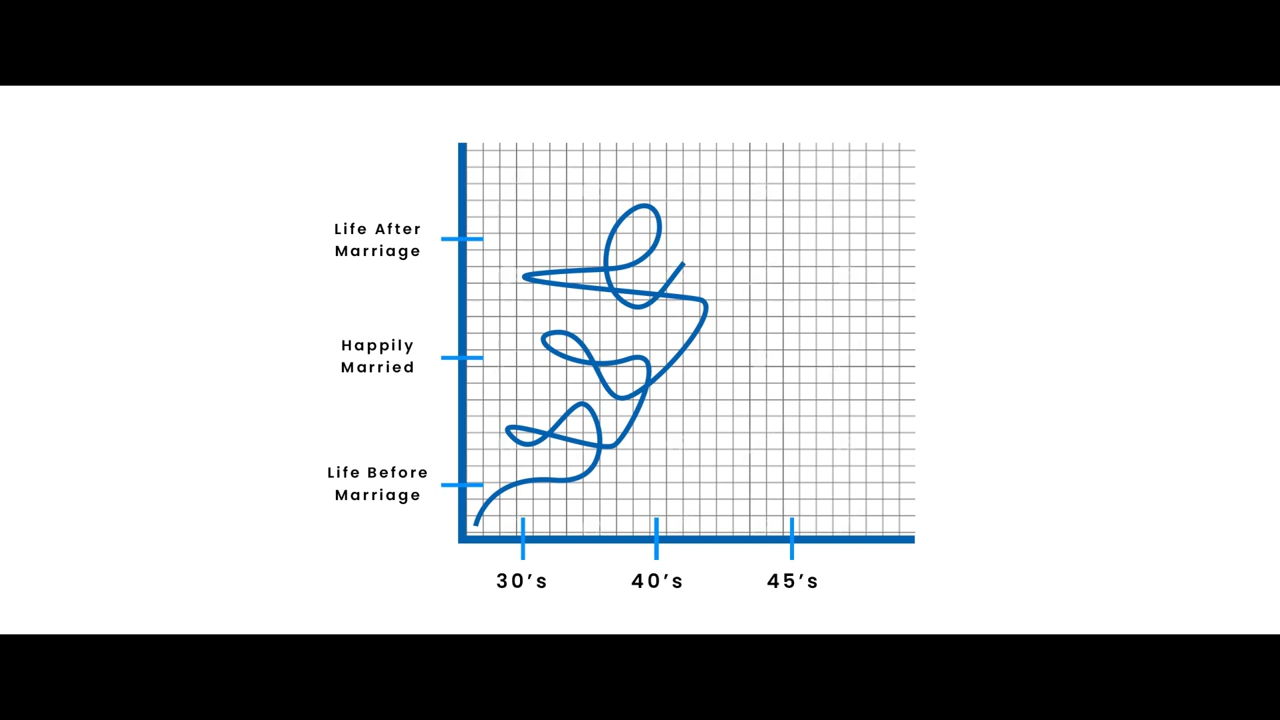 Life After
Marriage
Happily
Married
Life Before
Marriage
30’s
40’s
45’s